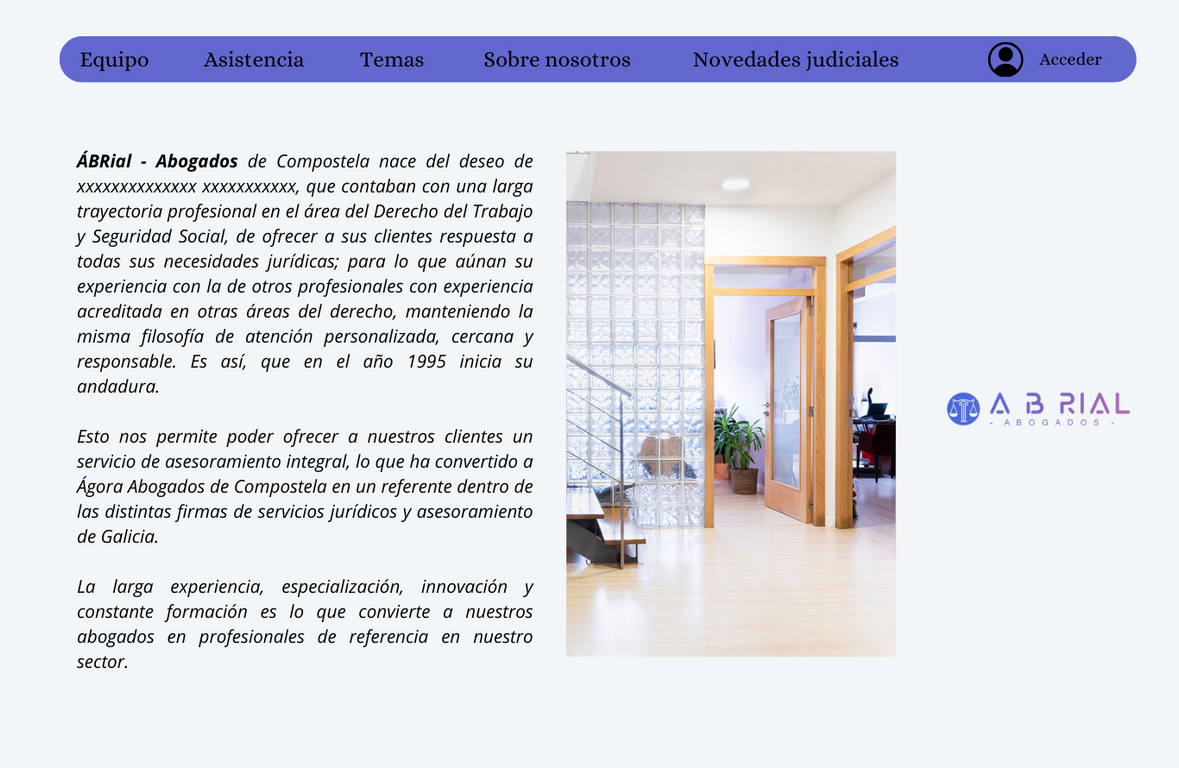 Equipo Asistencia Temas Sobre nosotros Novedades judiciales Acceder
ÁBRial - Abogados de Compostela nace del deseo de
xxxxxxxxxxxxxx xxxxxxxxxxx, que contaban con una larga
trayectoria profesional en el área del Derecho del Trabajo
y Seguridad Social, de ofrecer a sus clientes respuesta a
todas sus necesidades jurídicas; para lo que aúnan su
experiencia con la de otros profesionales con experiencia
acreditada en otras áreas del derecho, manteniendo la
misma filosofía de atención personalizada, cercana y
responsable. Es así, que en el año 1995 inicia su
andadura.
Esto nos permite poder ofrecer a nuestros clientes un
servicio de asesoramiento integral, lo que ha convertido a
Ágora Abogados de Compostela en un referente dentro de
las distintas firmas de servicios jurídicos y asesoramiento
de Galicia.
La larga experiencia, especialización, innovación y
constante formación es lo que convierte a nuestros
abogados en profesionales de referencia en nuestro
sector.
ABRIAL
- ABOGADOS -